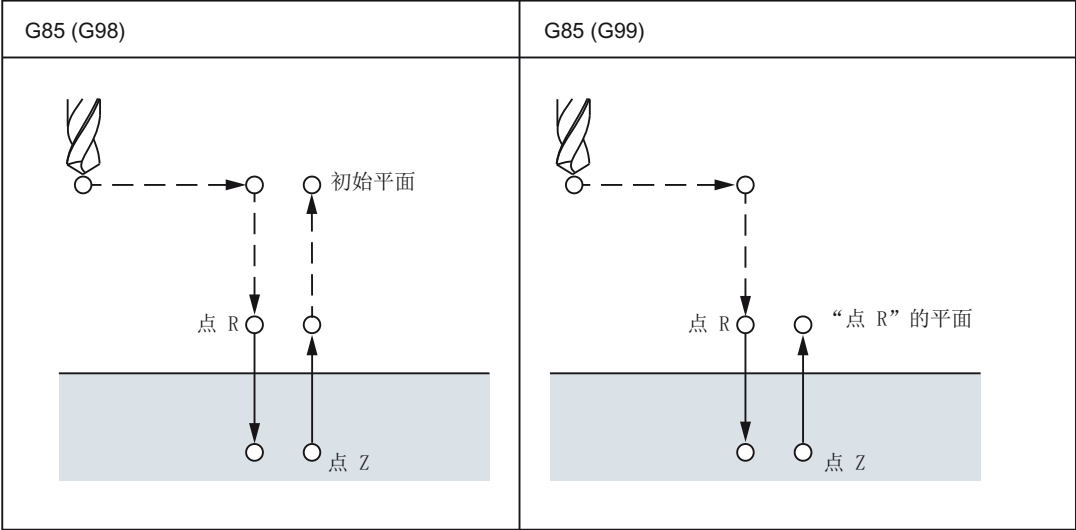 G85 (G98)
G85 (G99)
初始平面
点 R
点 Z
点 R
“点 R”的平面
点 Z